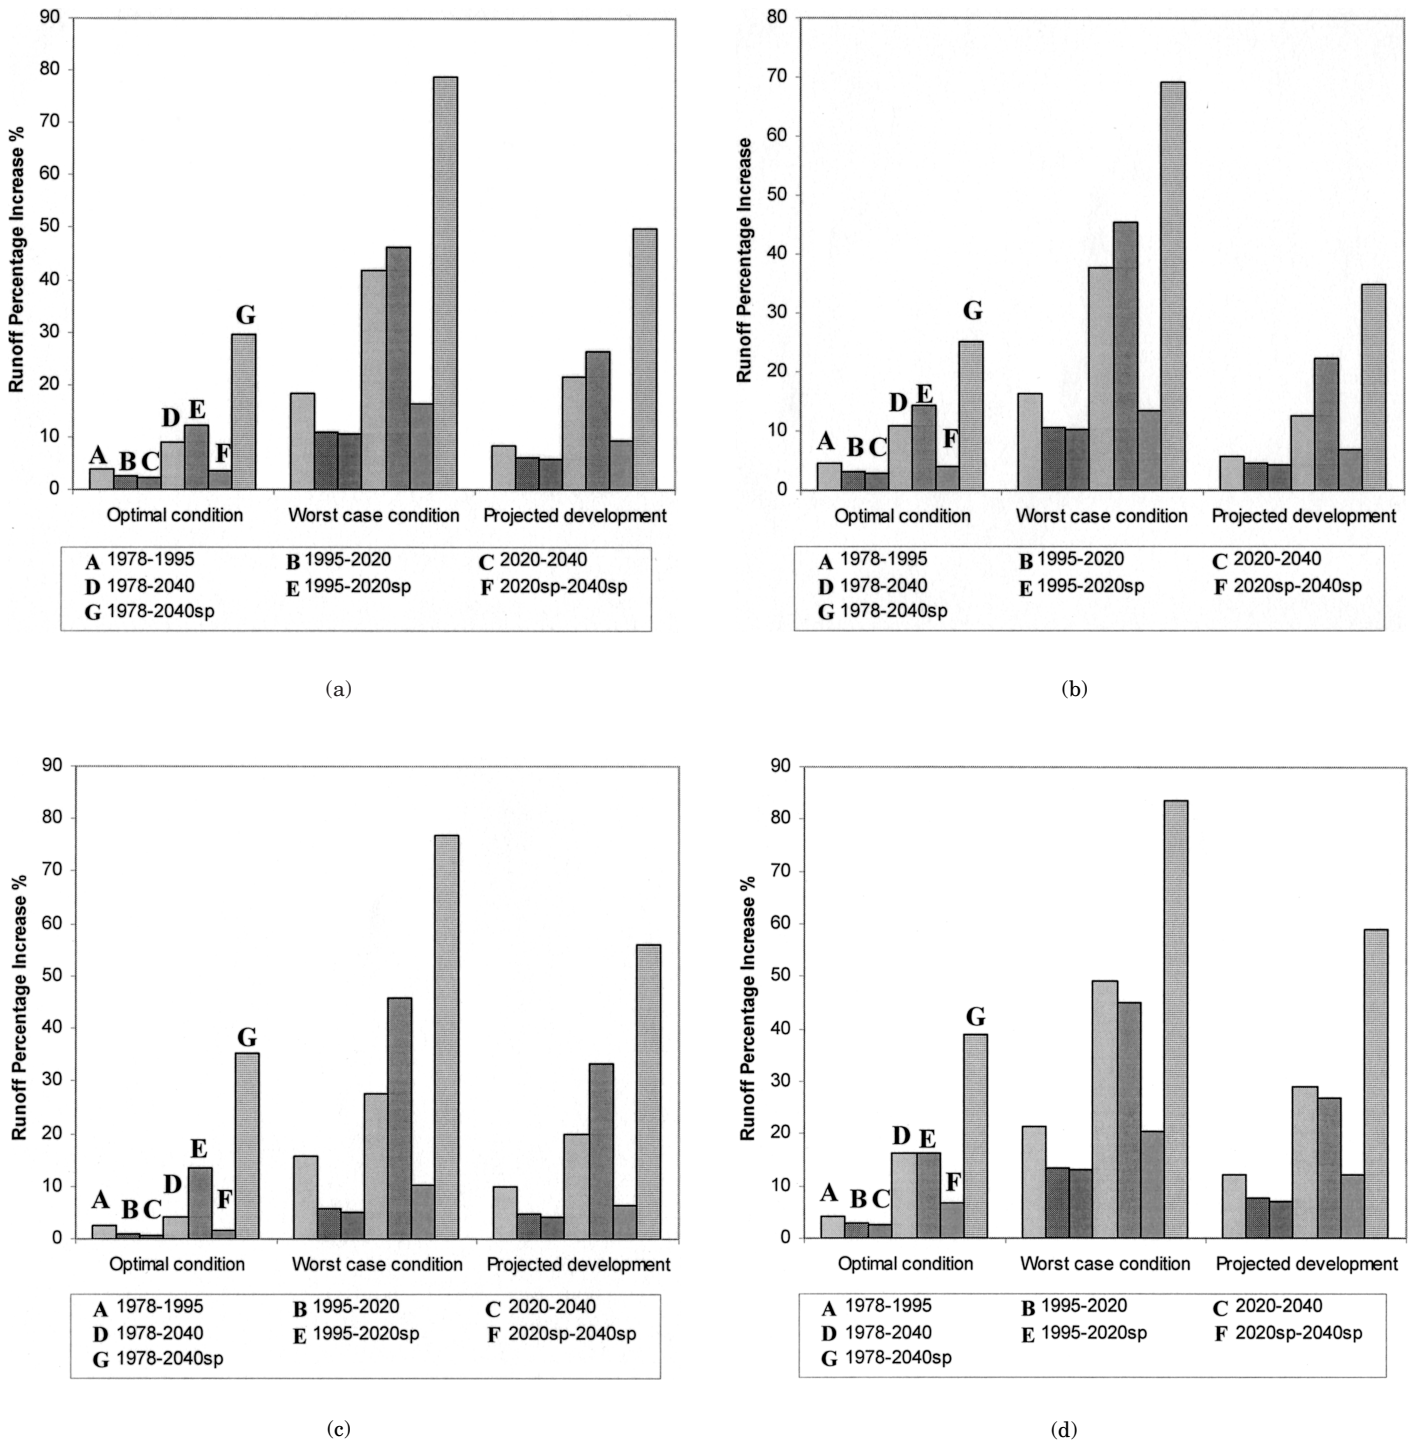 Runoff Percentage Increase %
90
80
70
60
50
40
30
20
10
0
A B C D E F G
Optimal condition Worst case condition Projected development
A 1978-1995 B 1995-2020 C 2020-2040
D 1978-2040 E 1995-2020sp F 2020sp-2040sp
G 1978-2040sp
(a)
Runoff Percentage Increase
80
70
60
50
40
30
20
10
0
A B C D E F G
Optimal condition Worst case condition Projected development
A 1978-1995 B 1995-2020 C 2020-2040
D 1978-2040 E 1995-2020sp F 2020sp-2040sp
G 1978-2040sp
(b)
Runoff Percentage Increase %
90
80
70
60
50
40
30
20
10
0
A B C D E F G
Optimal condition Worst case condition Projected development
A 1978-1995 B 1995-2020 C 2020-2040
D 1978-2040 E 1995-2020sp F 2020sp-2040sp
G 1978-2040sp
(c)
Runoff Percentage Increase %
90
80
70
60
50
40
30
20
10
0
A B C D E F G
Optimal condition Worst case condition Projected development
A 1978-1995 B 1995-2020 C 2020-2040
D 1978-2040 E 1995-2020sp F 2020sp-2040sp
G 1978-2040sp
(d)